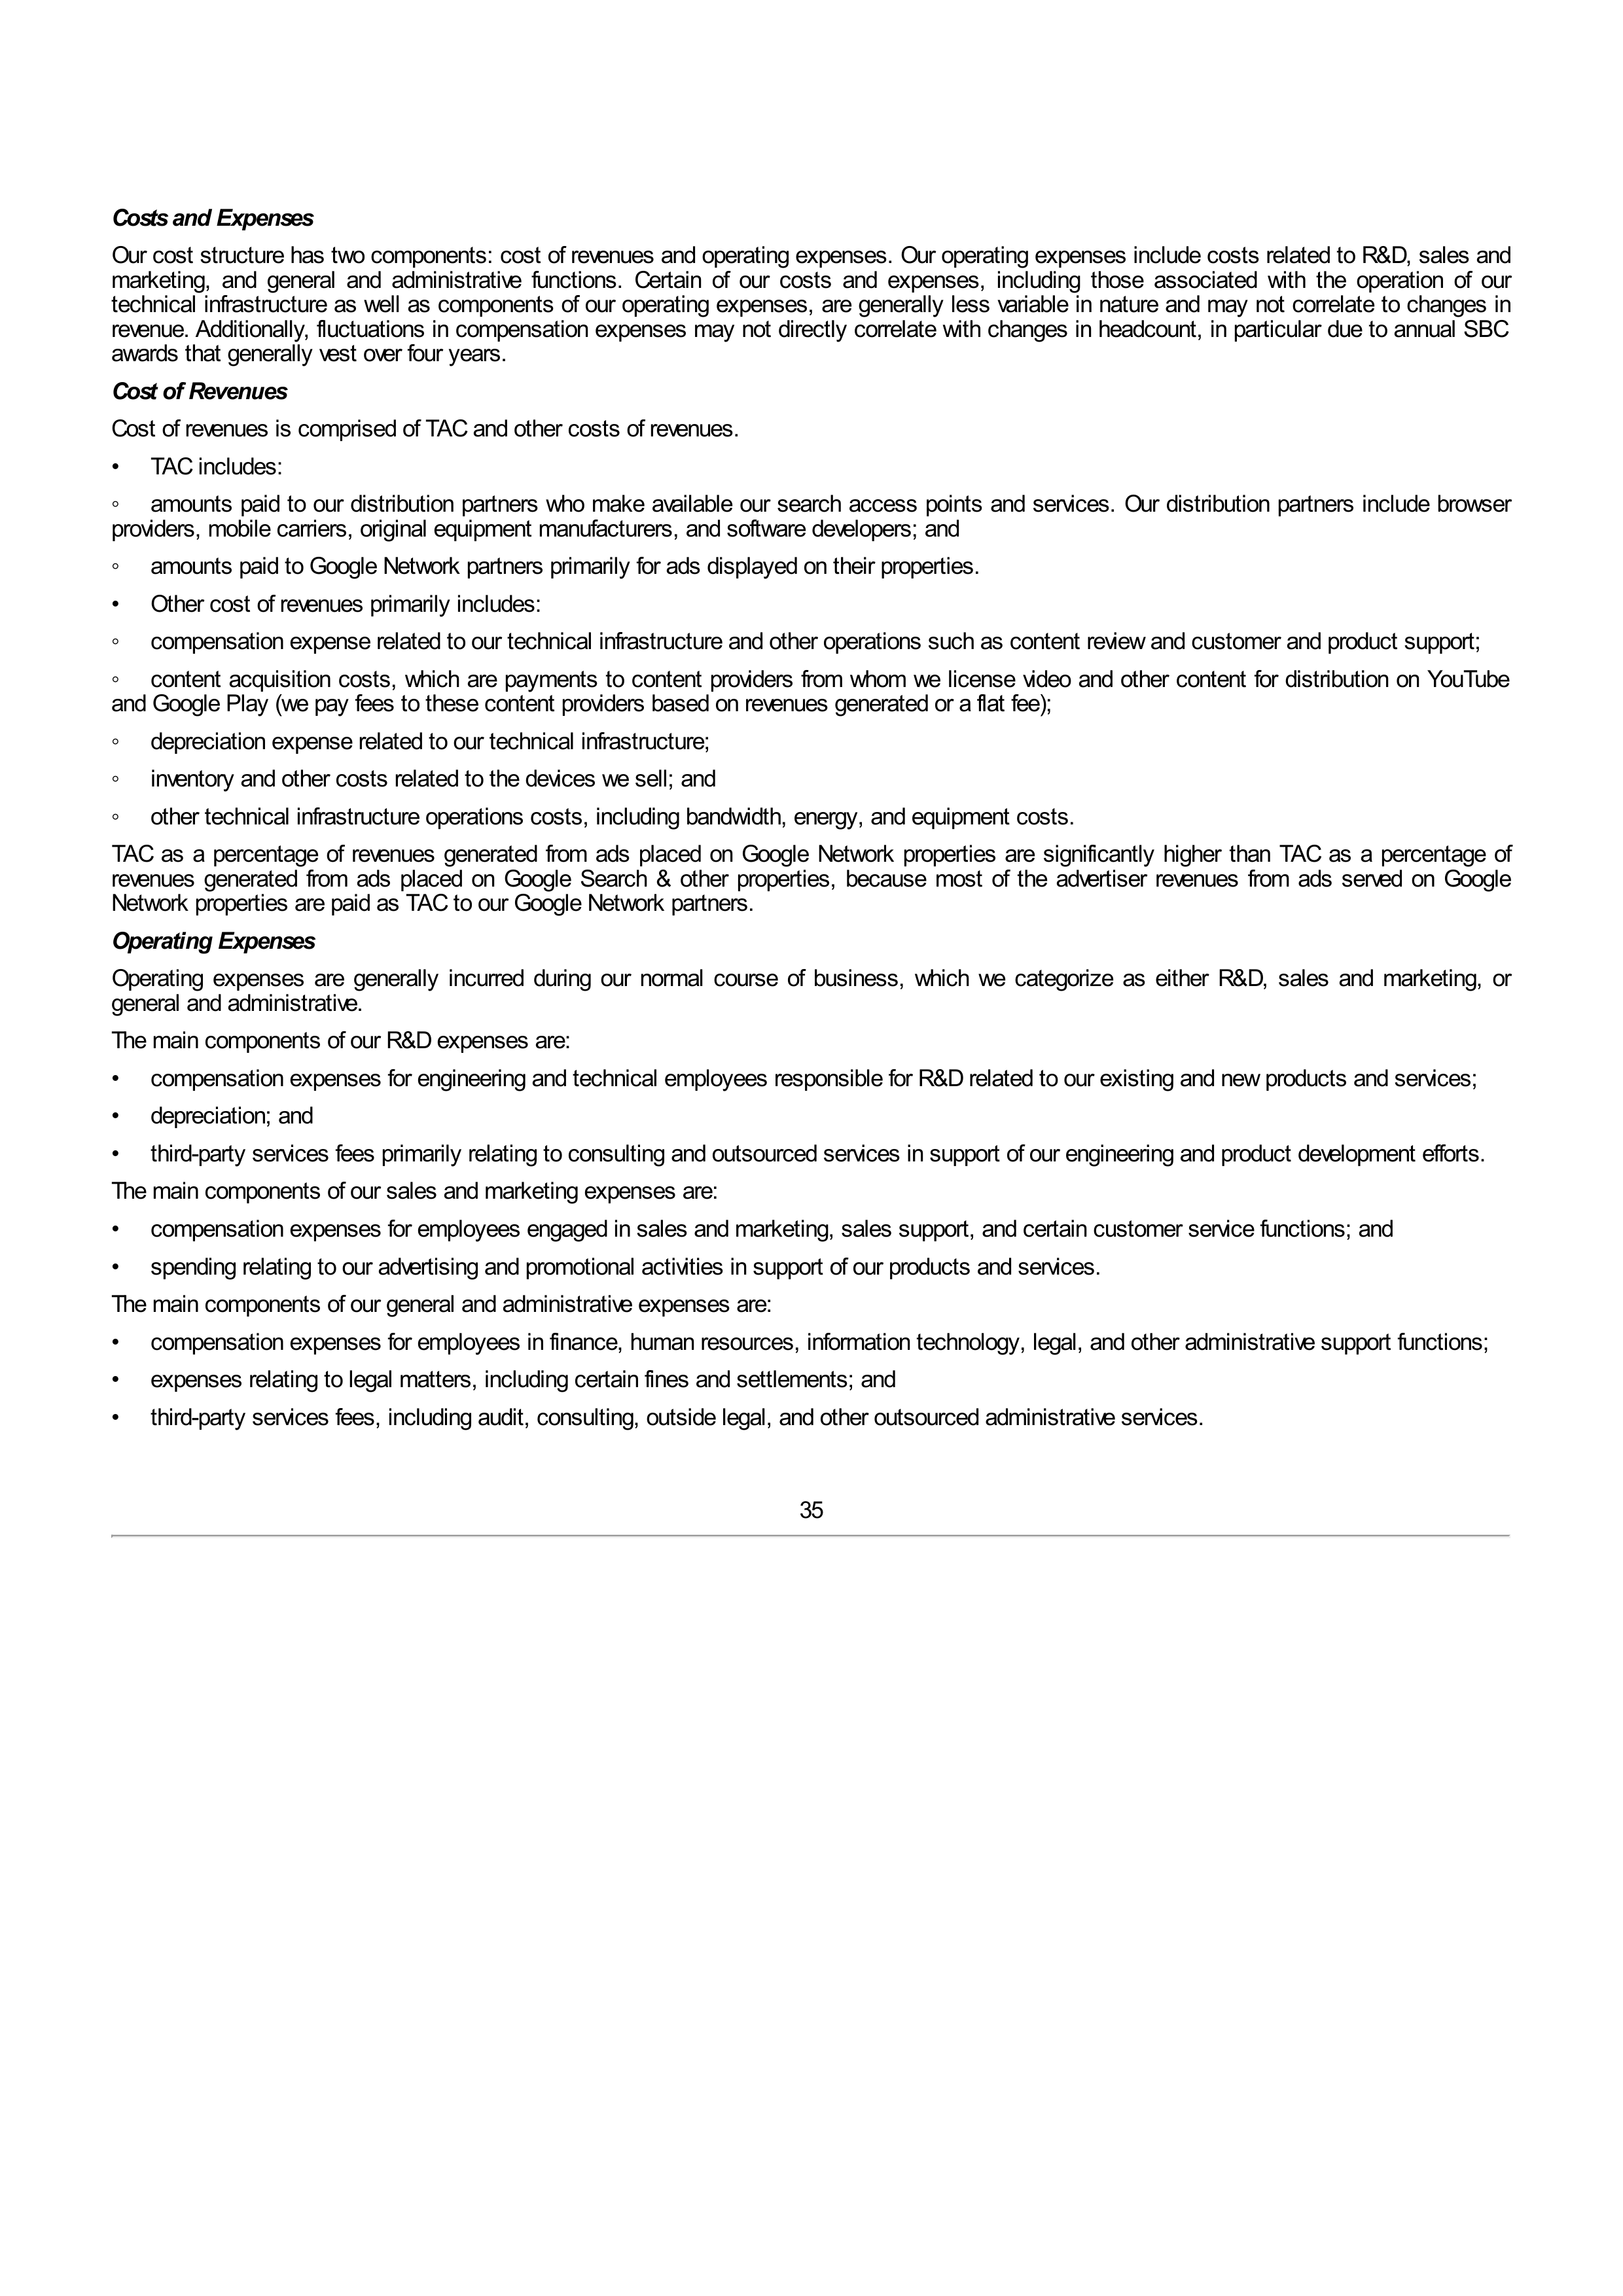 Costs and Expenses
Our cost structure has two components: cost of revenues and operating expenses. Our operating expenses include costs related to R&D, sales and
marketing, and general and administrative functions. Certain of our costs and expenses, including those associated with the operation of our
technical infrastructure as well as components of our operating expenses, are generally less variable in nature and may not correlate to changes in
revenue. Additionally, fluctuations in compensation expenses may not directly correlate with changes in headcount, in particular due to annual SBC
awards that generally vest over four years.
Cost of Revenues
Cost of revenues is comprised of TAC and other costs of revenues.
• TAC includes:
◦ amounts paid to our distribution partners who make available our search access points and services. Our distribution partners include browser
providers, mobile carriers, original equipment manufacturers, and software developers; and
◦ amounts paid to Google Network partners primarily for ads displayed on their properties.
• Other cost of revenues primarily includes:
◦ compensation expense related to our technical infrastructure and other operations such as content review and customer and product support;
◦ content acquisition costs, which are payments to content providers from whom we license video and other content for distribution on YouTube
and Google Play (we pay fees to these content providers based on revenues generated or a flat fee);
◦ depreciation expense related to our technical infrastructure;
◦ inventory and other costs related to the devices we sell; and
◦ other technical infrastructure operations costs, including bandwidth, energy, and equipment costs.
TAC as a percentage of revenues generated from ads placed on Google Network properties are significantly higher than TAC as a percentage of
revenues generated from ads placed on Google Search & other properties, because most of the advertiser revenues from ads served on Google
Network properties are paid as TAC to our Google Network partners.
Operating Expenses
Operating expenses are generally incurred during our normal course of business, which we categorize as either R&D, sales and marketing, or
general and administrative.
The main components of our R&D expenses are:
• compensation expenses for engineering and technical employees responsible for R&D related to our existing and new products and services;
• depreciation; and
• third-party services fees primarily relating to consulting and outsourced services in support of our engineering and product development efforts.
The main components of our sales and marketing expenses are:
• compensation expenses for employees engaged in sales and marketing, sales support, and certain customer service functions; and
• spending relating to our advertising and promotional activities in support of our products and services.
The main components of our general and administrative expenses are:
• compensation expenses for employees in finance, human resources, information technology, legal, and other administrative support functions;
• expenses relating to legal matters, including certain fines and settlements; and
• third-party services fees, including audit, consulting, outside legal, and other outsourced administrative services.
35